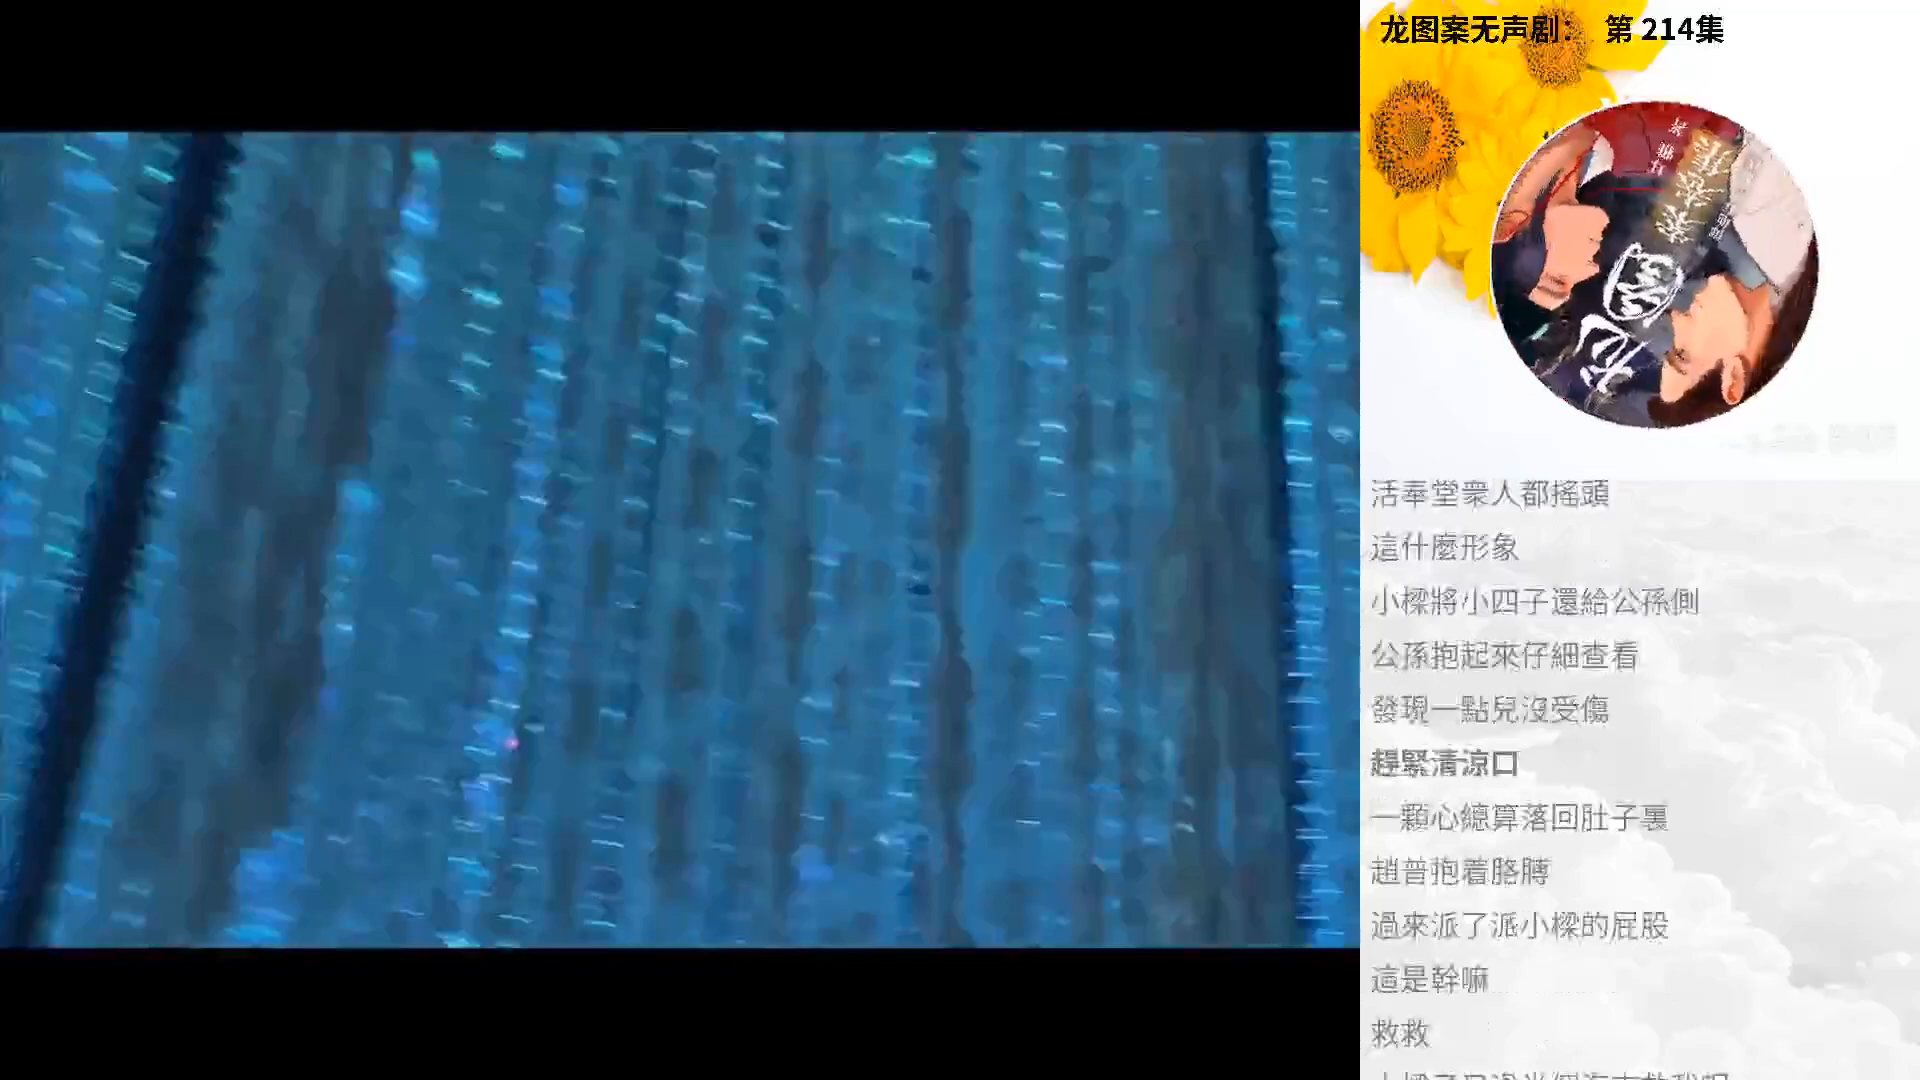 龙图案无声剧： 第 214集
龙圖案
活奉堂衆人都搖頭
這什麼形象
小樑將小四子還給公孫側
公孫抱起來仔細查看
發現一點兒沒受傷
趕緊清涼口
一顆心總算落回肚子裏
趙普抱着胳膊
過來派了派小樑的屁股
這是幹嘛
救救